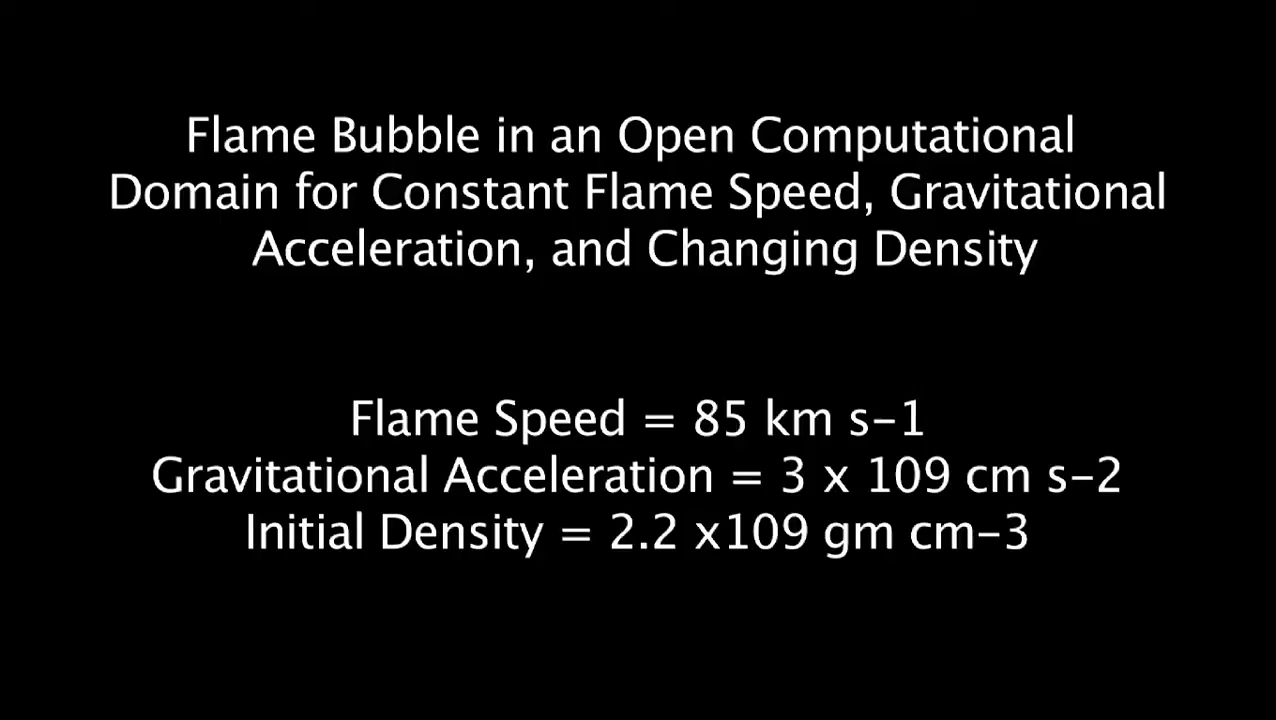 Flame Bubble in an Open Computational
Domain for Constant Flame Speed, Gravitational
Acceleration, and Changing Density
Flame Speed = 85 km s-1
Gravitational Acceleration = 3 x 109 cm s-2
Initial Density = 2.2 x109 gm cm-3